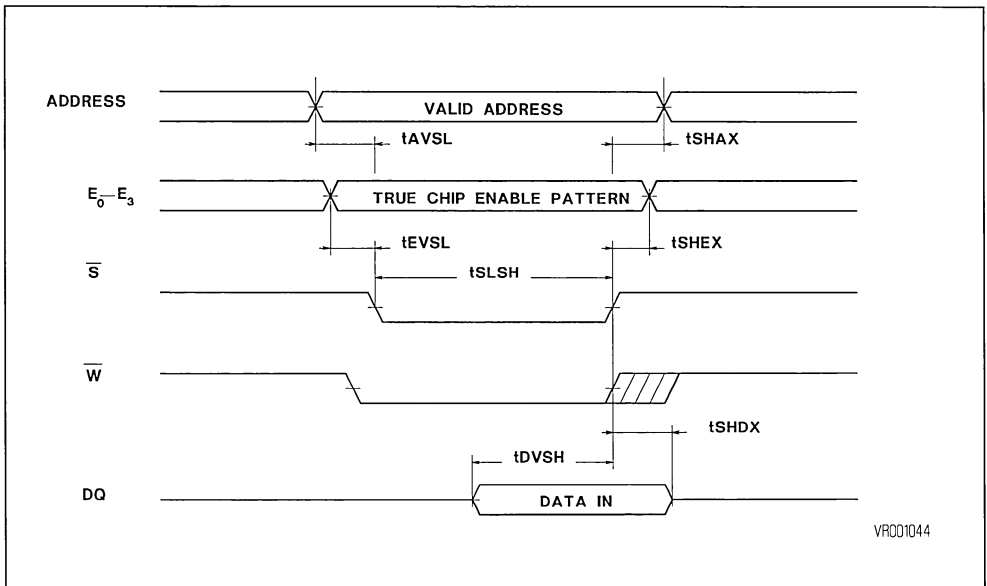 ADDRESS
VALID ADDRESS
tAVSL
tSHAX
E0–E3
TRUE CHIP ENABLE PATTERN
tEVSL
tSHEX
S̅
tSLSH
W̅
tSHDX
tDVSH
DQ
DATA IN
VR001044